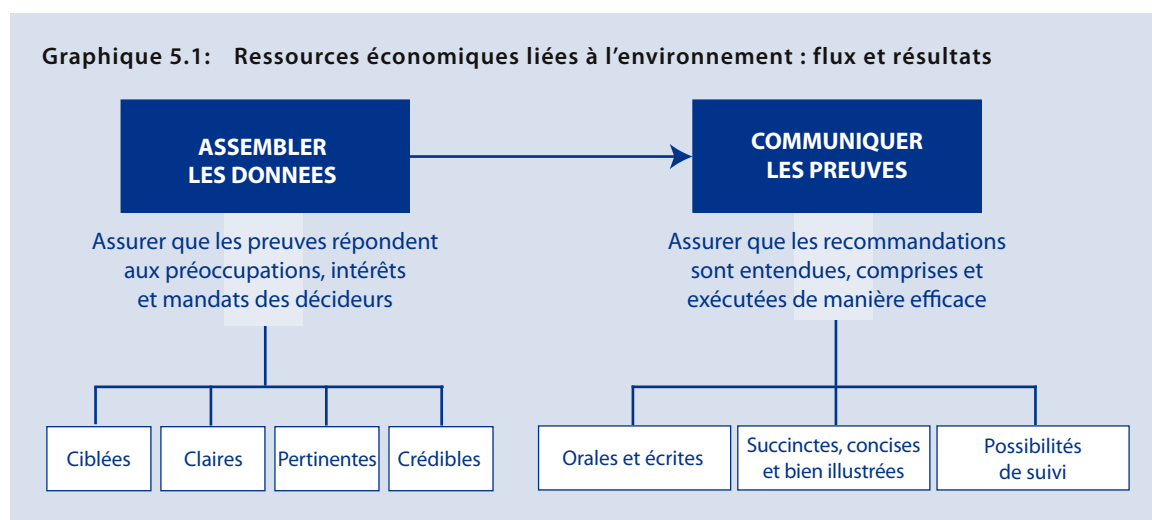 Graphique 5.1: Ressources économiques liées à l’environnement : flux et résultats
ASSEMBLER
LES DONNEES
Assurer que les preuves répondent
aux préoccupations, intérêts
et mandats des décideurs
Ciblées
Claires
Pertinentes
Crédibles
COMMUNIQUER
LES PREUVES
Assurer que les recommandations
sont entendues, comprises et
exécutées de manière efficace
Orales et écrites
Succinctes, concises
et bien illustrées
Possibilités
de suivi